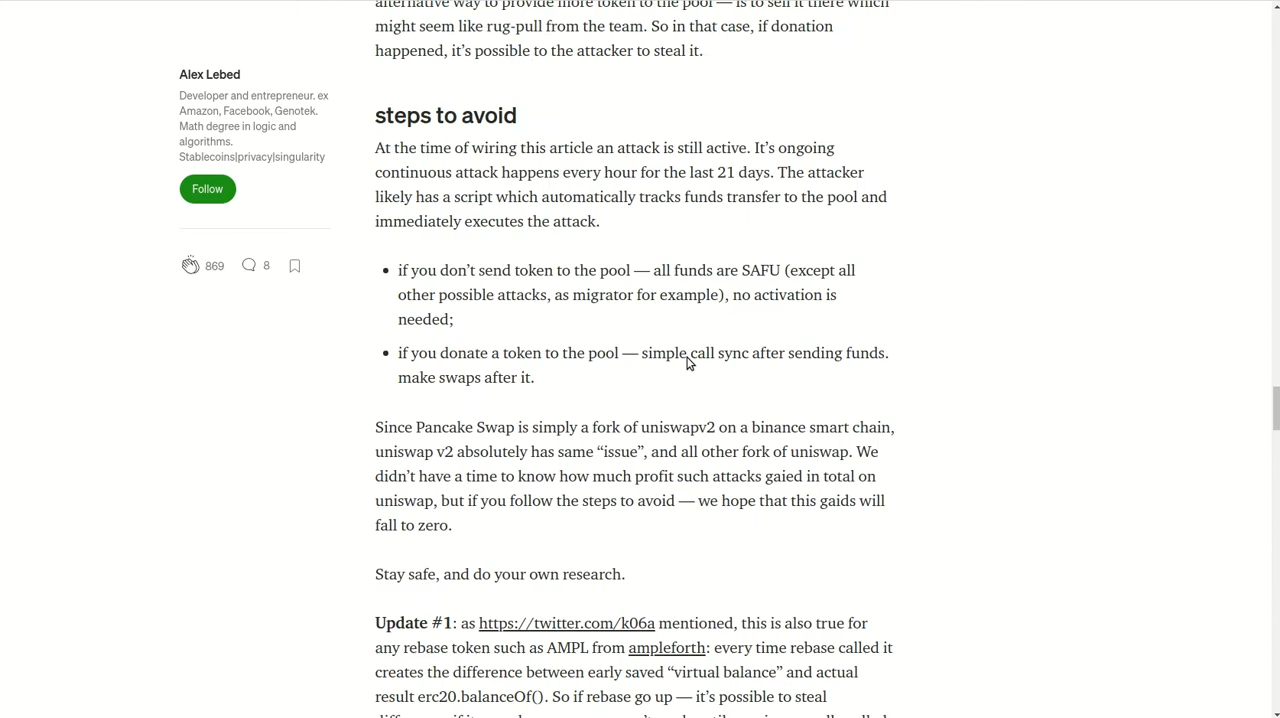 alternative way to provide more token to the pool — is to sell it there which
might seem like rug-pull from the team. So in that case, if donation
happened, it's possible to the attacker to steal it.
Alex Lebed
Developer and entrepreneur. ex
Amazon, Facebook, Genotek.
Math degree in logic and
algorithms.
Stablecoins|privacy|singularity
Follow
869
8
steps to avoid
At the time of wiring this article an attack is still active. It's ongoing
continuous attack happens every hour for the last 21 days. The attacker
likely has a script which automatically tracks funds transfer to the pool and
immediately executes the attack.
• if you don't send token to the pool — all funds are SAFU (except all
other possible attacks, as migrator for example), no activation is
needed;
• if you donate a token to the pool — simple call sync after sending funds.
make swaps after it.
Since Pancake Swap is simply a fork of uniswapv2 on a binance smart chain,
uniswap v2 absolutely has same “issue”, and all other fork of uniswap. We
didn't have a time to know how much profit such attacks gaied in total on
uniswap, but if you follow the steps to avoid — we hope that this gaids will
fall to zero.
Stay safe, and do your own research.
Update #1: as https://twitter.com/k06a mentioned, this is also true for
any rebase token such as AMPL from ampleforth: every time rebase called it
creates the difference between early saved “virtual balance” and actual
result erc20.balanceOf(). So if rebase go up — it's possible to steal